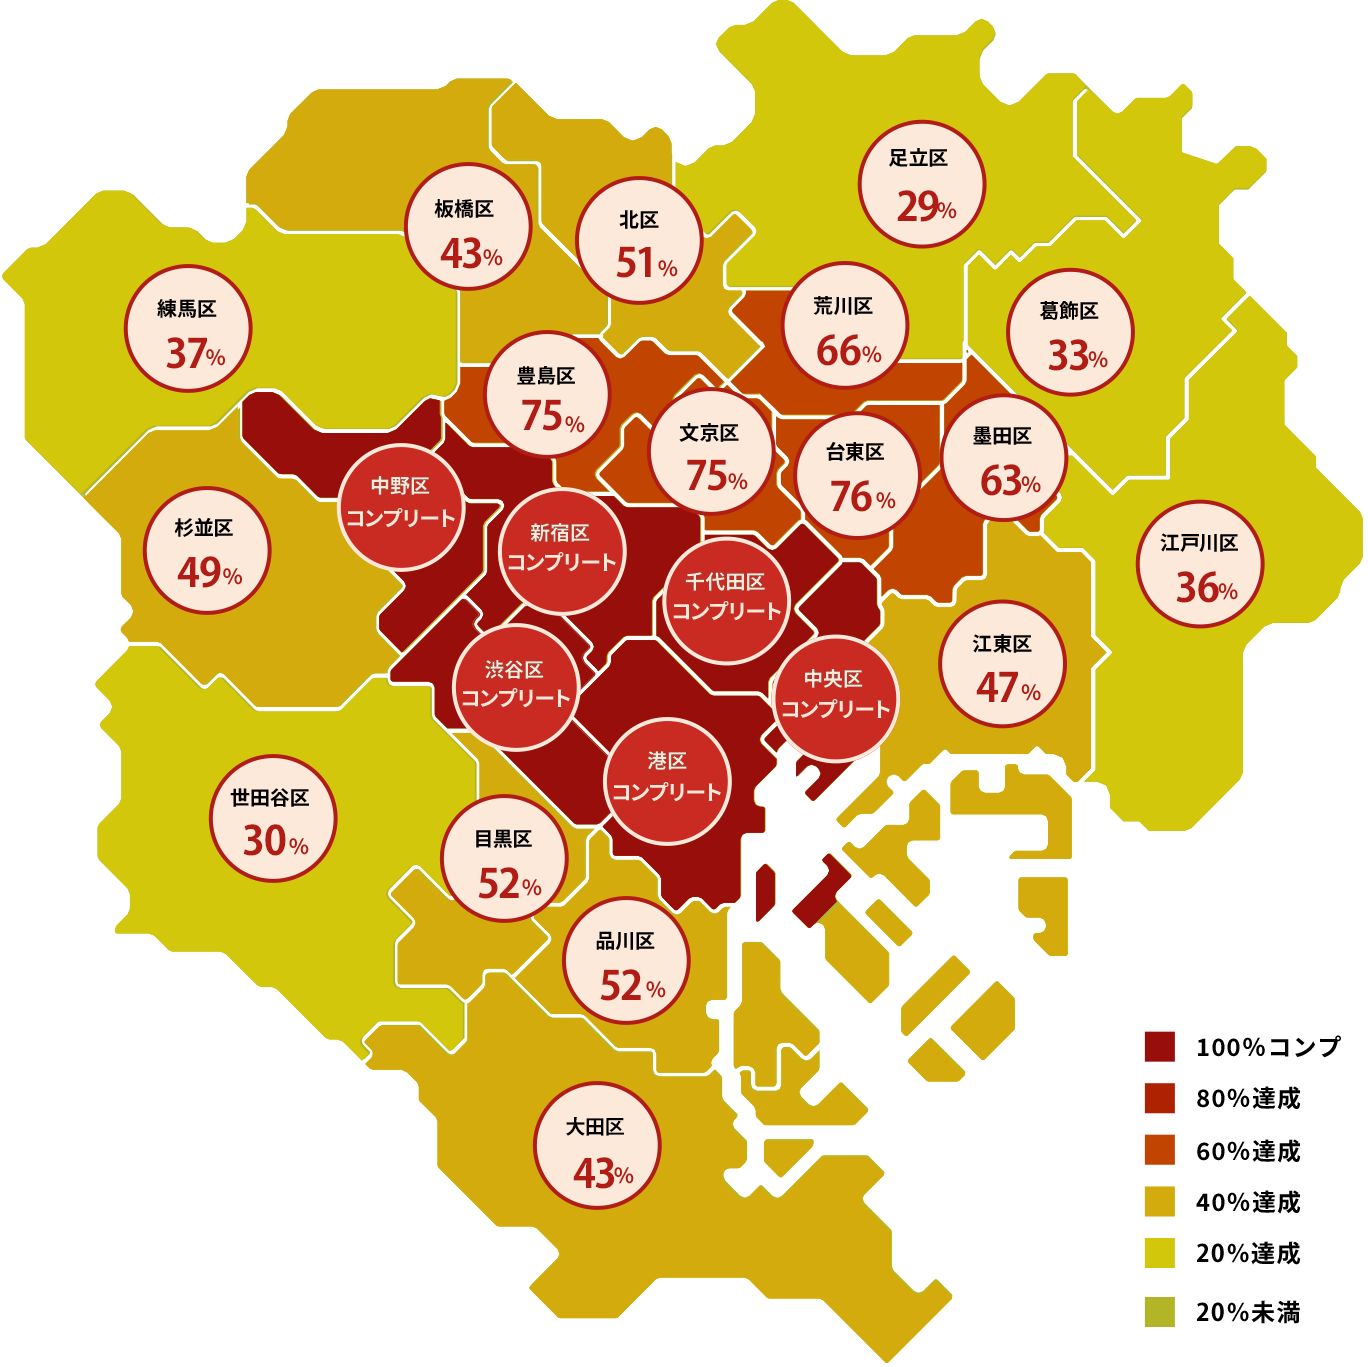 足立区
29%
板橋区
43%
北区
51%
練馬区
37%
荒川区
66%
葛飾区
33%
豊島区
75%
文京区
75%
台東区
76%
墨田区
63%
中野区
コンプリート
杉並区
49%
新宿区
コンプリート
千代田区
コンプリート
江戸川区
36%
渋谷区
コンプリート
中央区
コンプリート
江東区
47%
港区
コンプリート
世田谷区
30%
目黒区
52%
品川区
52%
大田区
43%
100%コンプ
80%達成
60%達成
40%達成
20%達成
20%未満